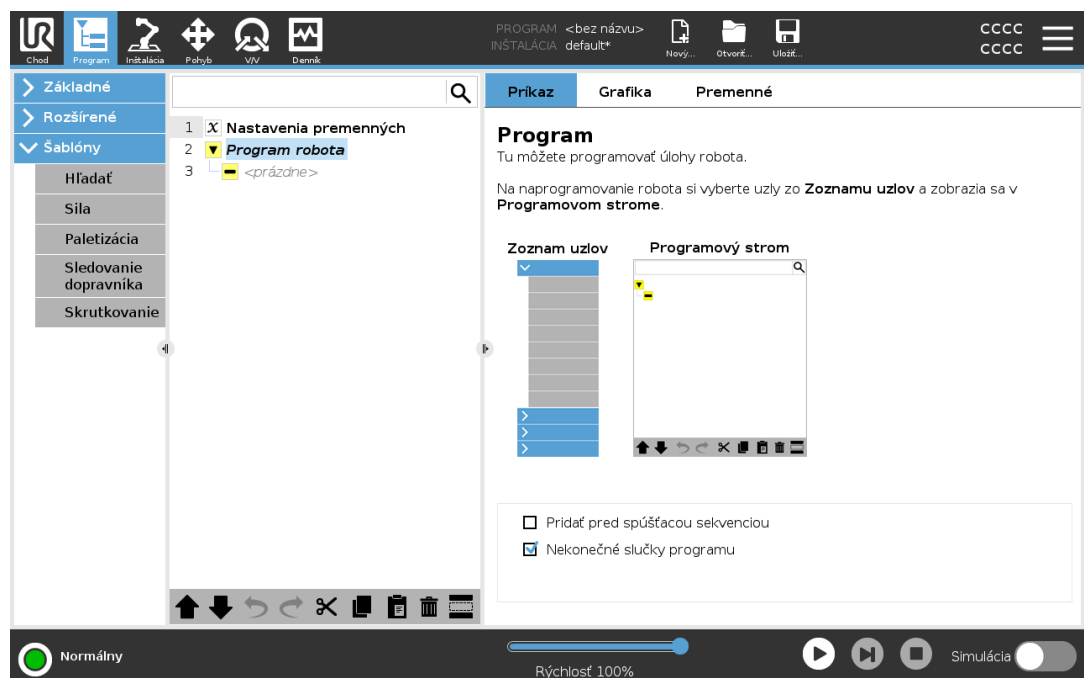 PROGRAM <bez názvu>
INŠTALÁCIA default*
UR
Chod
Program
Inštalácia
Pohyb
V/V
Denník
Nový...
Otvoriť...
Uložiť...
cccc
cccc
Základné
Rozšírené
Šablóny
Hľadať
Sila
Paletizácia
Sledovanie
dopravníka
Skrutkovanie
1 X Nastavenia premenných
2 Program robota
3 <prázdne>
Príkaz Grafika Premenné
Program
Tu môžete programovať úlohy robota.
Na naprogramovanie robota si vyberte uzly zo Zoznamu uzlov a zobrazia sa v
Programovom strome.
Zoznam uzlov Programový strom
Pridať pred spúšťacou sekvenciou
Nekonečné slučky programu
Normálny
Rýchlosť 100%
Simulácia